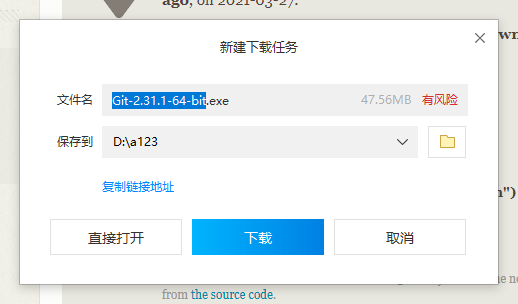 ago, on 2021-03-27.
新建下载任务
文件名 Git-2.31.1-64-bit.exe 47.56MB 有风险
保存到 D:\a123
复制链接地址
直接打开 下载 取消
from the source code.